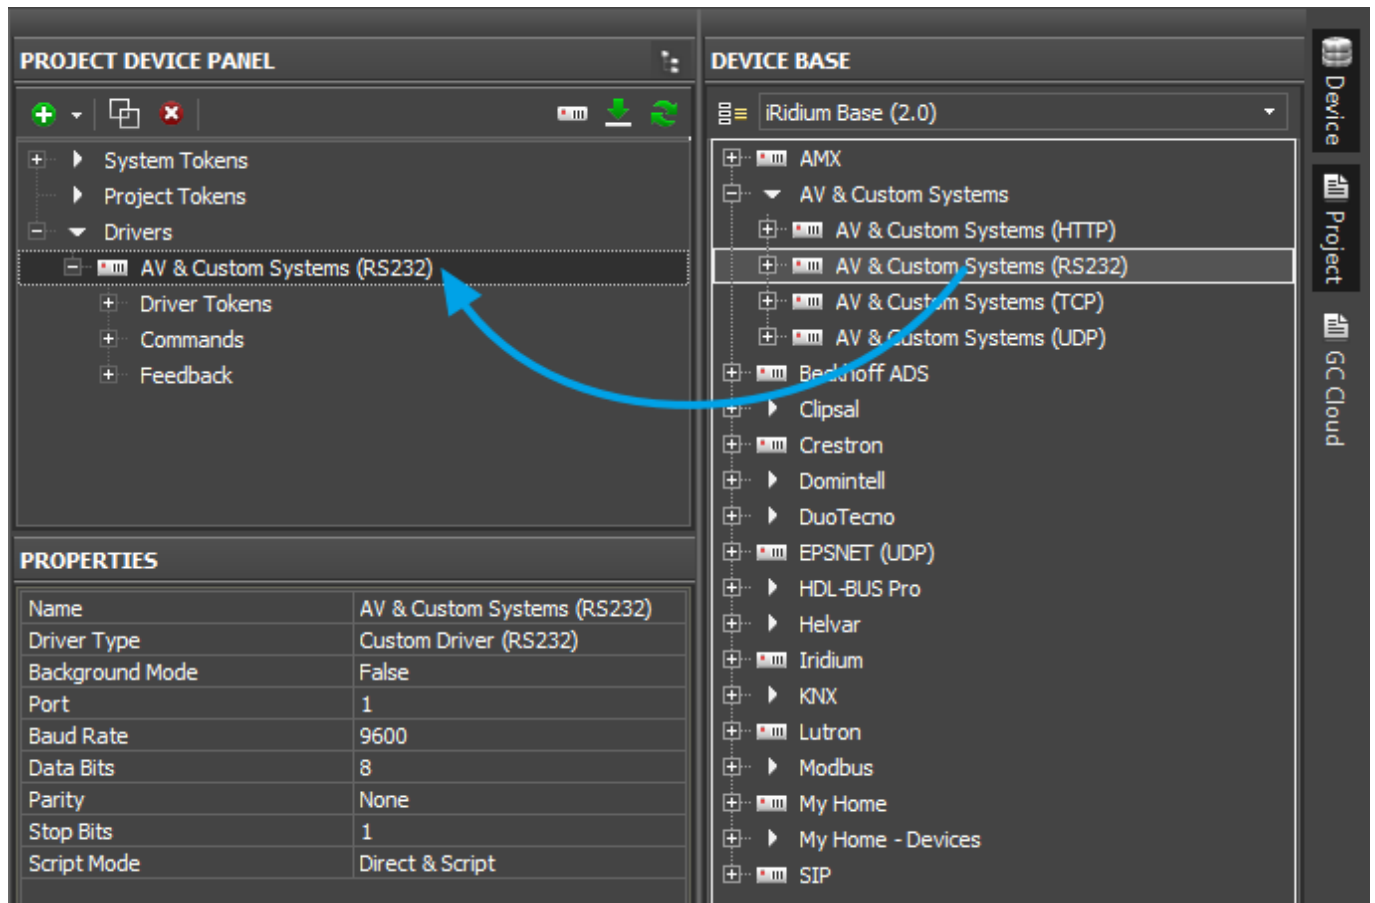 PROJECT DEVICE PANEL
System Tokens
Project Tokens
Drivers
AV & Custom Systems (RS232)
Driver Tokens
Commands
Feedback
PROPERTIES
Name AV & Custom Systems (RS232)
Driver Type Custom Driver (RS232)
Background Mode False
Port 1
Baud Rate 9600
Data Bits 8
Parity None
Stop Bits 1
Script Mode Direct & Script
DEVICE BASE
iRidium Base (2.0)
AMX
AV & Custom Systems
AV & Custom Systems (HTTP)
AV & Custom Systems (RS232)
AV & Custom Systems (TCP)
AV & Custom Systems (UDP)
Beckhoff ADS
Clipsal
Crestron
Domintell
DuoTecno
EPSNET (UDP)
HDL-BUS Pro
Helvar
Iridium
KNX
Lutron
Modbus
My Home
My Home - Devices
SIP
Device
Project
GC Cloud